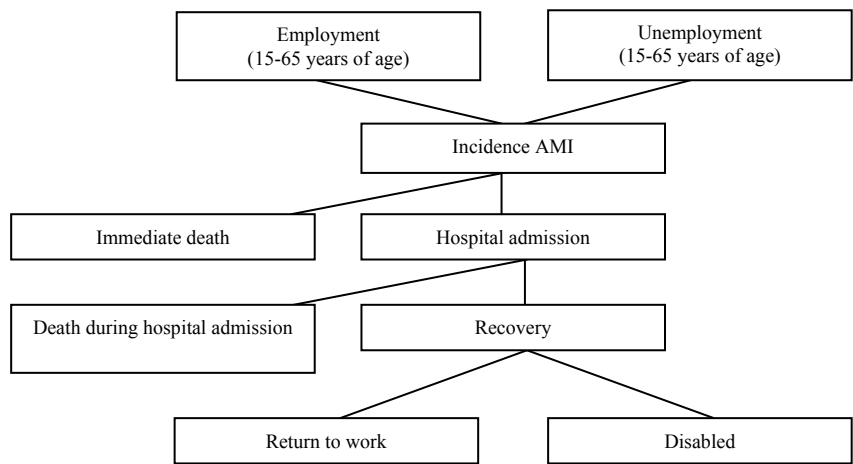 Employment
(15-65 years of age)
Unemployment
(15-65 years of age)
Incidence AMI
Immediate death
Hospital admission
Death during hospital admission
Recovery
Return to work
Disabled